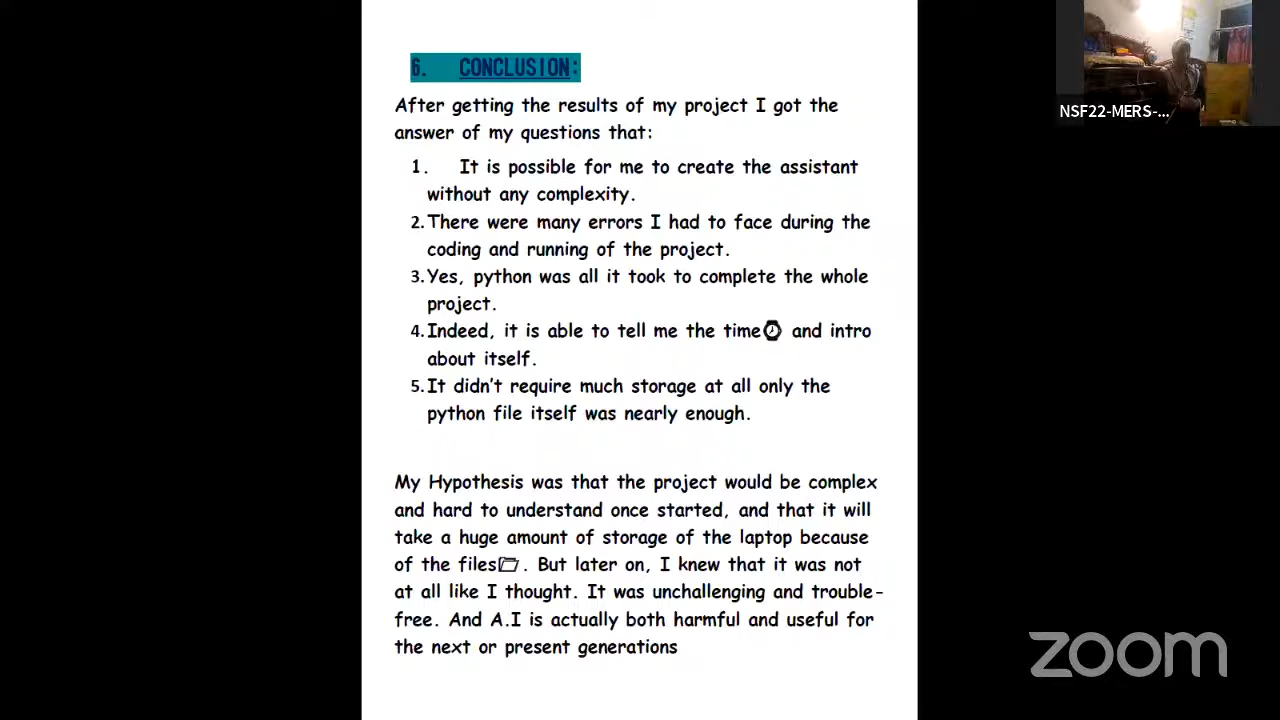 6. CONCLUSION:
After getting the results of my project I got the
answer of my questions that:
1. It is possible for me to create the assistant
without any complexity.
2. There were many errors I had to face during the
coding and running of the project.
3. Yes, python was all it took to complete the whole
project.
4. Indeed, it is able to tell me the time and intro
about itself.
5. It didn't require much storage at all only the
python file itself was nearly enough.
My Hypothesis was that the project would be complex
and hard to understand once started, and that it will
take a huge amount of storage of the laptop because
of the files. But later on, I knew that it was not
at all like I thought. It was unchallenging and trouble-
free. And A.I is actually both harmful and useful for
the next or present generations
NSF22-MERS-...
zoom